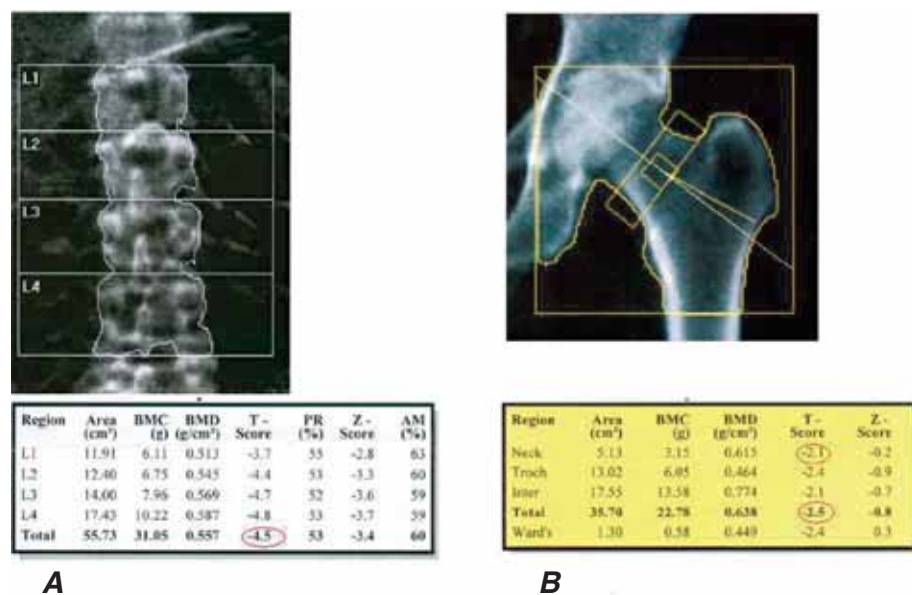 L1
L2
L3
L4
Region Area (cm²) BMC (g) BMD (g/cm²) T - Score PR (%) Z - Score AM (%)
L1 11.91 6.11 0.513 -3.7 55 -2.8 63
L2 12.40 6.75 0.545 -4.4 53 -3.3 60
L3 14.00 7.96 0.569 -4.7 52 -3.6 59
L4 17.43 10.22 0.587 -4.8 53 -3.7 59
Total 55.73 31.05 0.557 -4.5 53 -3.4 60
A
Region Area (cm²) BMC (g) BMD (g/cm²) T - Score Z - Score
Neck 5.13 3.15 0.615 -2.1 -0.2
Troch 13.02 6.05 0.464 -2.4 -0.9
Inter 17.55 13.58 0.774 -2.1 -0.7
Total 35.70 22.78 0.638 -2.5 -0.8
Ward's 1.30 0.58 0.449 -2.4 0.3
B